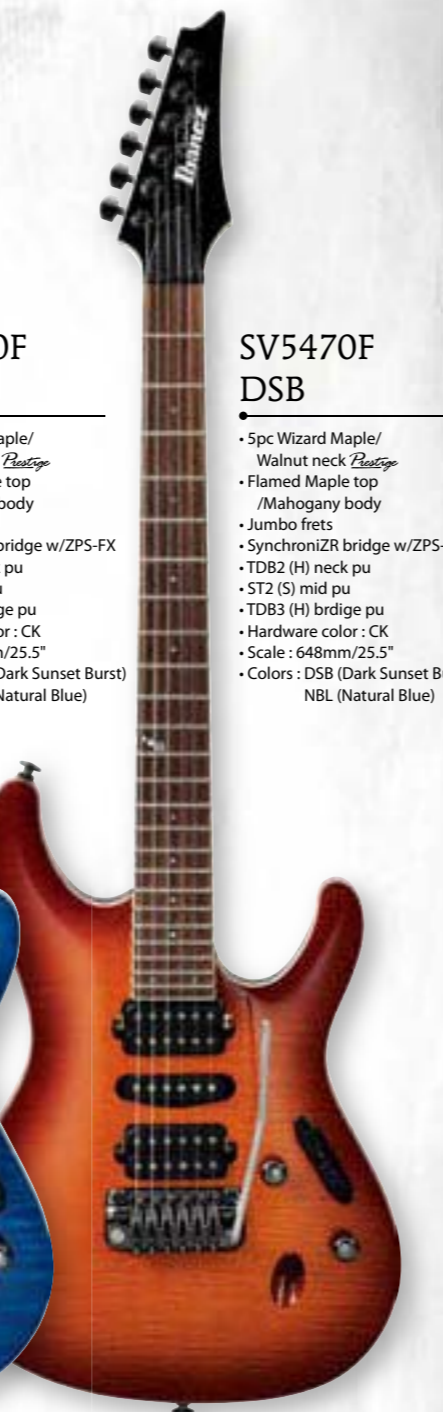 Ibanez
0F
aple/
Prestige
e top
body
bridge w/ZPS-FX
pu
ge pu
or : CK
m/25.5"
Dark Sunset Burst)
Natural Blue)
SV5470F
DSB
• 5pc Wizard Maple/
Walnut neck Prestige
• Flamed Maple top
/Mahogany body
• Jumbo frets
• SynchroniZR bridge w/ZPS-
• TDB2 (H) neck pu
• ST2 (S) mid pu
• TDB3 (H) brdige pu
• Hardware color : CK
• Scale : 648mm/25.5"
• Colors : DSB (Dark Sunset Bu
NBL (Natural Blue)